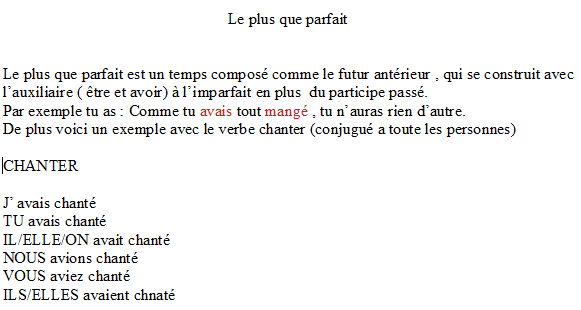 Le plus que parfait
Le plus que parfait est un temps composé comme le futur antérieur , qui se construit avec
l'auxiliaire ( être et avoir) à l'imparfait en plus  du participe passé.
Par exemple tu as : Comme tu avais tout mangé , tu n'auras rien d'autre.
De plus voici un exemple avec le verbe chanter (conjugué a toute les personnes)
CHANTER
J' avais chanté
TU avais chanté
IL/ELLE/ON avait chanté
NOUS avions chanté
VOUS aviez chanté
ILS/ELLES avaient chnaté